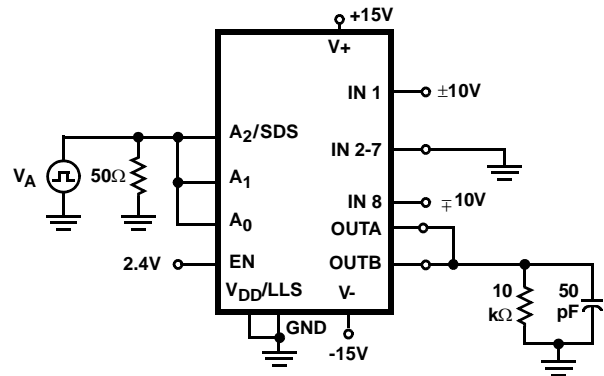 +15V
V+
IN 1
±10V
A2/SDS
IN 2-7
VA
50Ω
A1
IN 8
∓10V
A0
OUTA
2.4V
EN
OUTB
VDD/LLS
V-
10
kΩ
50
pF
GND
-15V